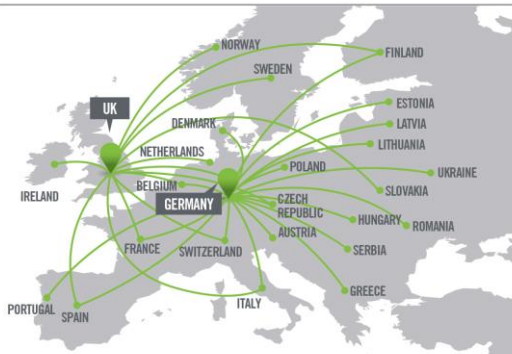 NORWAY
FINLAND
SWEDEN
UK
ESTONIA
DENMARK
LATVIA
LITHUANIA
NETHERLANDS
POLAND
UKRAINE
BELGIUM
SLOVAKIA
IRELAND
GERMANY
CZECH
REPUBLIC
HUNGARY
ROMANIA
AUSTRIA
FRANCE
SWITZERLAND
SERBIA
GREECE
ITALY
PORTUGAL
SPAIN